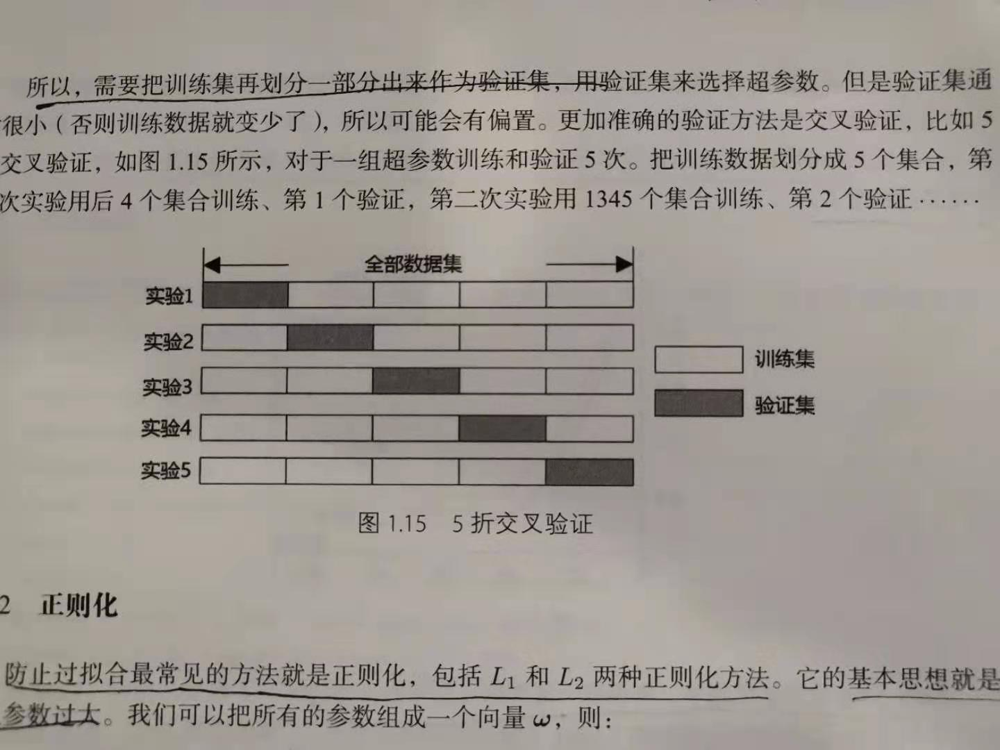 所以，需要把训练集再划分一部分出来作为验证集，用验证集来选择超参数。但是验证集通
很小（否则训练数据就变少了），所以可能会有偏置。更加准确的验证方法是交叉验证，比如 5
交叉验证，如图 1.15 所示，对于一组超参数训练和验证 5 次。把训练数据划分成 5 个集合，第
次实验用后 4 个集合训练、第 1 个验证，第二次实验用 1345 个集合训练、第 2 个验证……
全部数据集
实验1
实验2
实验3
实验4
实验5
训练集
验证集
图 1.15 5 折交叉验证
2 正则化
防止过拟合最常见的方法就是正则化，包括 L₁ 和 L₂ 两种正则化方法。它的基本思想就是
参数过大。我们可以把所有的参数组成一个向量 ω，则：